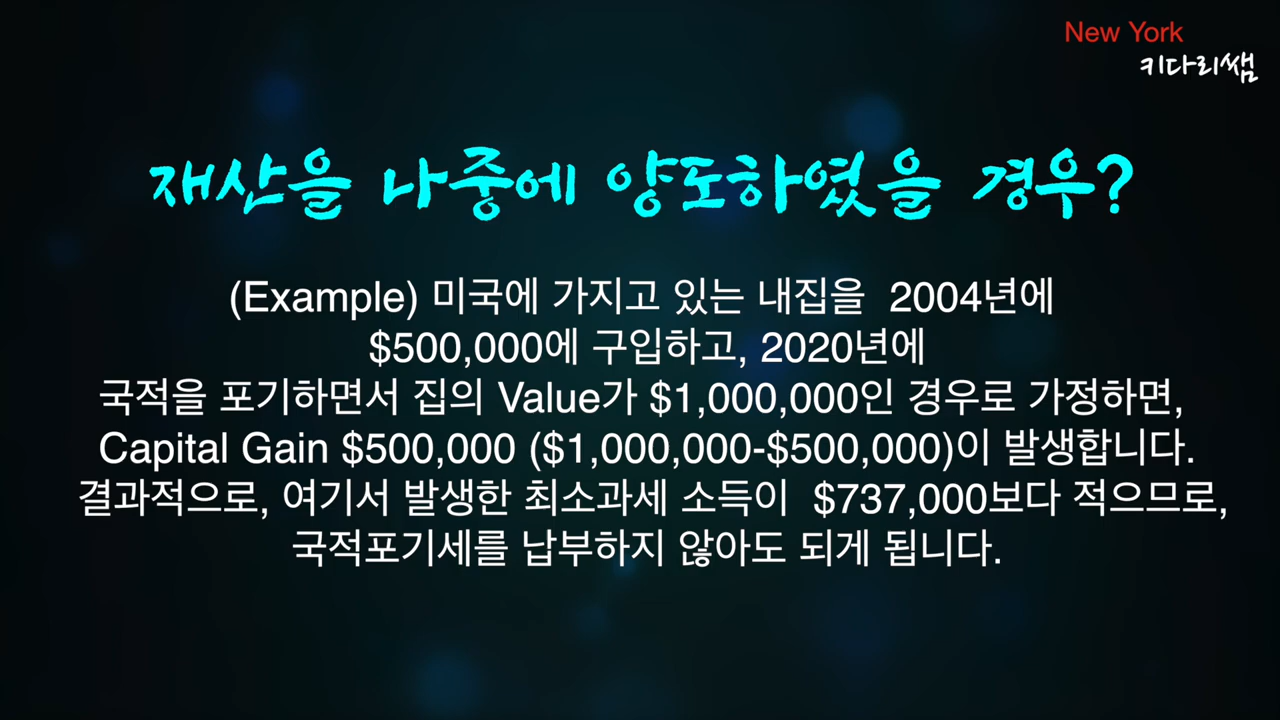 New York
키다리쌤
재산을 나중에 양도하였을 경우?
(Example) 미국에 가지고 있는 내집을 2004년에
$500,000에 구입하고, 2020년에
국적을 포기하면서 집의 Value가 $1,000,000인 경우로 가정하면,
Capital Gain $500,000 ($1,000,000-$500,000)이 발생합니다.
결과적으로, 여기서 발생한 최소과세 소득이 $737,000보다 적으므로,
국적포기세를 납부하지 않아도 되게 됩니다.